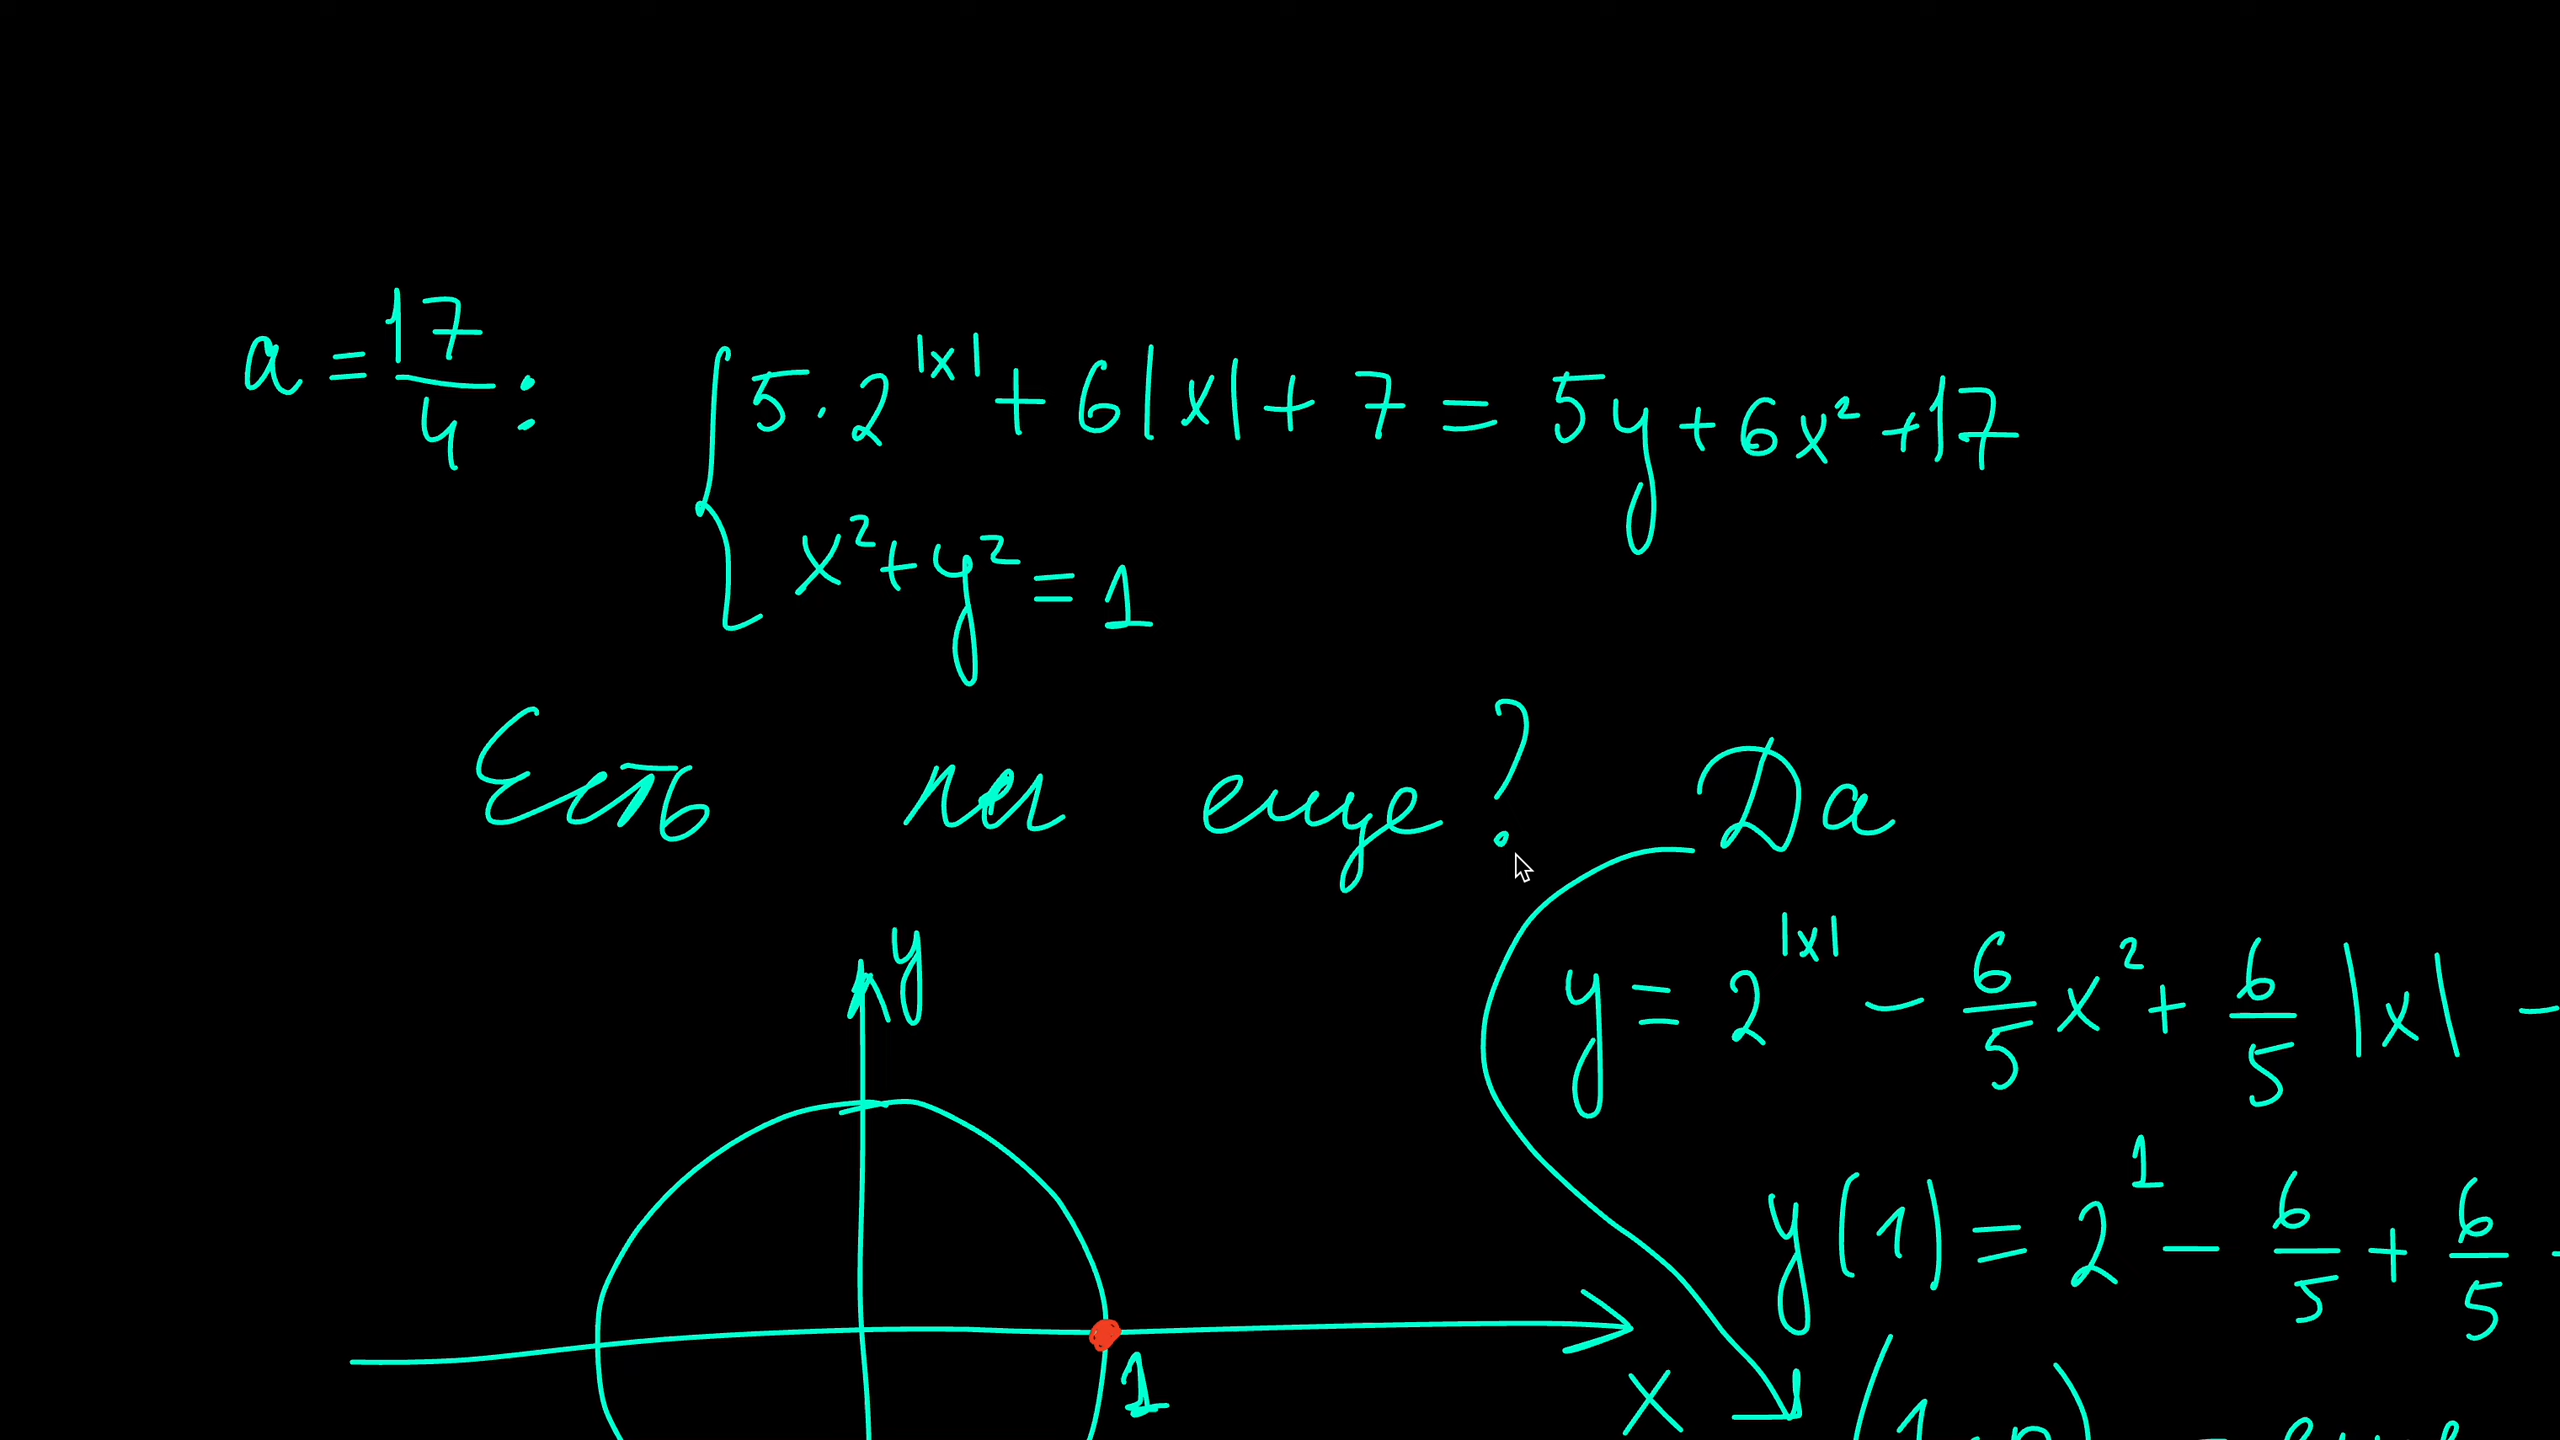 a = 17/4 : { 5·2^|x| + 6|x| + 7 = 5y + 6x² + 17
x² + y² = 1
Есть ли еще? Да
y
y = 2^|x| − 6/5 x² + 6/5 |x| −
y(1) = 2^1 − 6/5 + 6/5 −
1
x